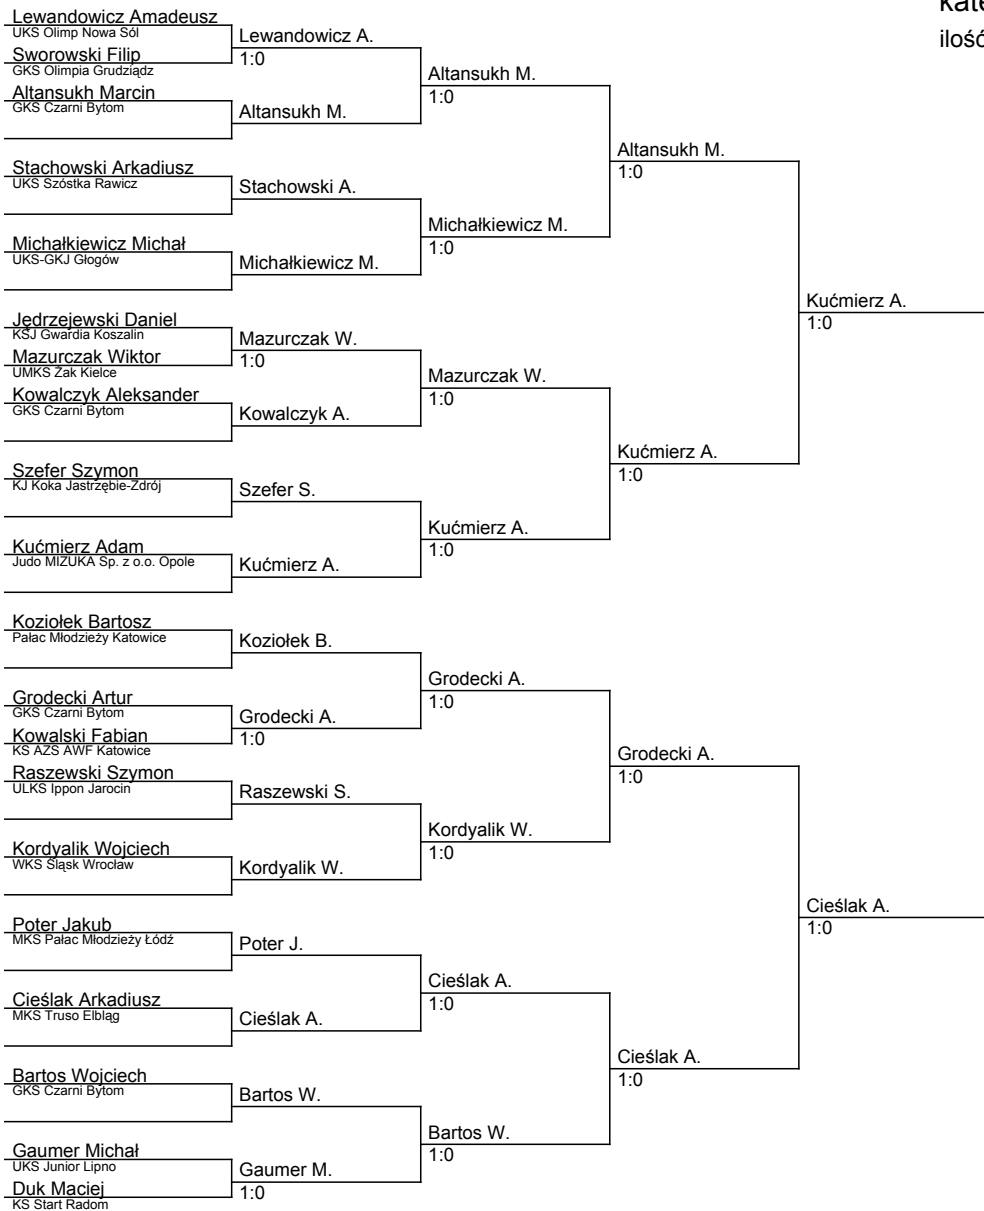 kate
ilość
Lewandowicz Amadeusz
UKS Olimp Nowa Sól
Sworowski Filip
GKS Olimpia Grudziądz
Altansukh Marcin
GKS Czarni Bytom
Stachowski Arkadiusz
UKS Szóstka Rawicz
Michałkiewicz Michał
UKS-GKJ Głogów
Jędrzejewski Daniel
KSJ Gwardia Koszalin
Mazurczak Wiktor
UMKS Żak Kielce
Kowalczyk Aleksander
GKS Czarni Bytom
Szefer Szymon
KJ Koka Jastrzębie-Zdrój
Kućmierz Adam
Judo MIZUKA Sp. z o.o. Opole
Koziołek Bartosz
Pałac Młodzieży Katowice
Grodecki Artur
GKS Czarni Bytom
Kowalski Fabian
KS AZS AWF Katowice
Raszewski Szymon
ULKS Ippon Jarocin
Kordyalik Wojciech
WKS Śląsk Wrocław
Poter Jakub
MKS Pałac Młodzieży Łódź
Cieślak Arkadiusz
MKS Truso Elbląg
Bartos Wojciech
GKS Czarni Bytom
Gaumer Michał
UKS Junior Lipno
Duk Maciej
KS Start Radom
Lewandowicz A.
1:0
Altansukh M.
Stachowski A.
Michałkiewicz M.
Mazurczak W.
1:0
Kowalczyk A.
Szefer S.
Kućmierz A.
Koziołek B.
Grodecki A.
1:0
Raszewski S.
Kordyalik W.
Poter J.
Cieślak A.
Bartos W.
Gaumer M.
1:0
Altansukh M.
1:0
Michałkiewicz M.
1:0
Mazurczak W.
1:0
Kućmierz A.
1:0
Grodecki A.
1:0
Kordyalik W.
1:0
Cieślak A.
1:0
Bartos W.
1:0
Altansukh M.
1:0
Kućmierz A.
1:0
Grodecki A.
1:0
Cieślak A.
1:0
Kućmierz A.
1:0
Cieślak A.
1:0